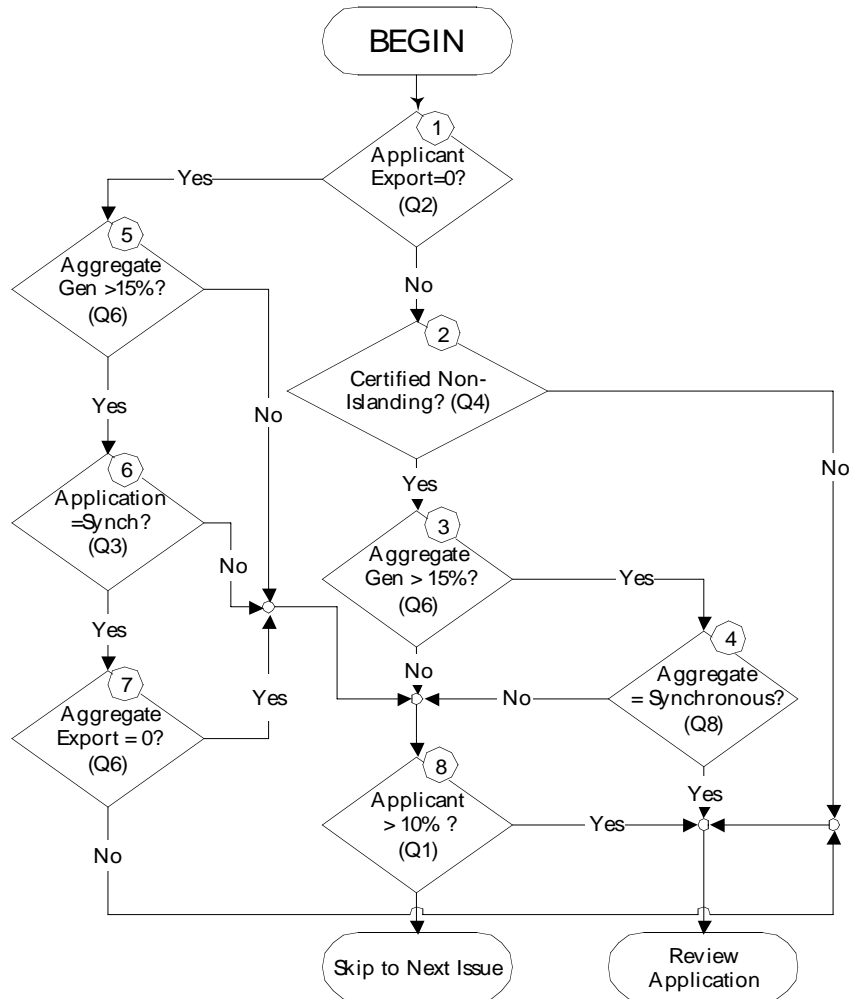 BEGIN
1
Applicant
Export=0?
(Q2)
Yes
No
5
Aggregate
Gen >15%?
(Q6)
2
Certified Non-
Islanding? (Q4)
Yes
No
No
Yes
6
Application
=Synch?
(Q3)
3
Aggregate
Gen > 15%?
(Q6)
Yes
No
Yes
No
4
Aggregate
= Synchronous?
(Q8)
7
Aggregate
Export = 0?
(Q6)
Yes
No
Yes
8
Applicant
> 10% ?
(Q1)
Yes
No
Skip to Next Issue
Review
Application